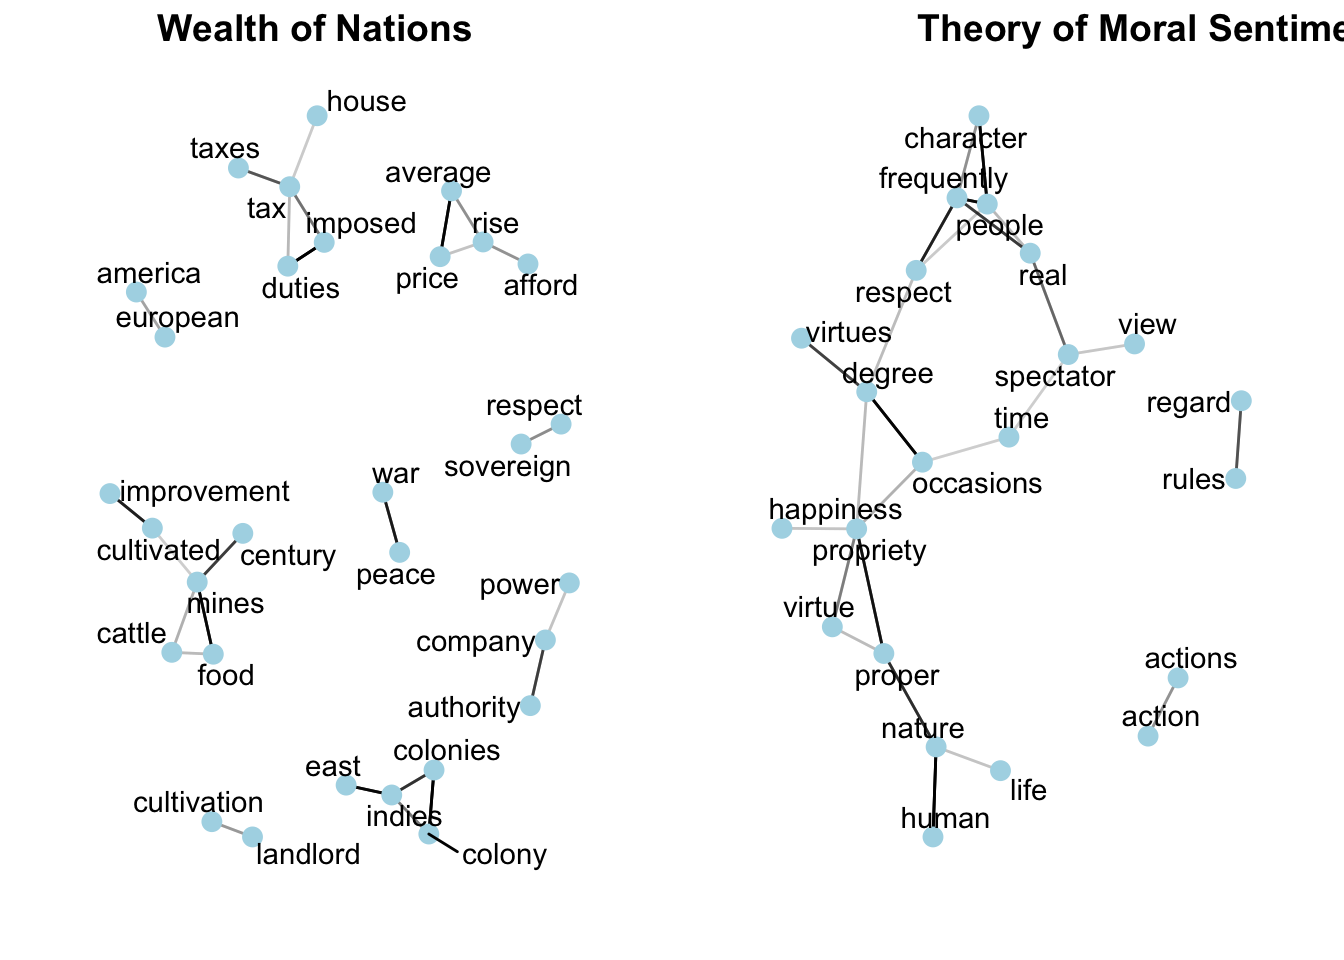 Wealth of Nations
house
taxes
average
tax
imposed
rise
america
price
afford
duties
european
respect
sovereign
war
improvement
cultivated
century
peace
mines
power
cattle
company
food
authority
colonies
east
cultivation
indies
landlord
colony
Theory of Moral Sentime
character
frequently
people
real
respect
view
virtues
degree
spectator
regard
time
rules
occasions
happiness
propriety
virtue
actions
proper
action
nature
life
human